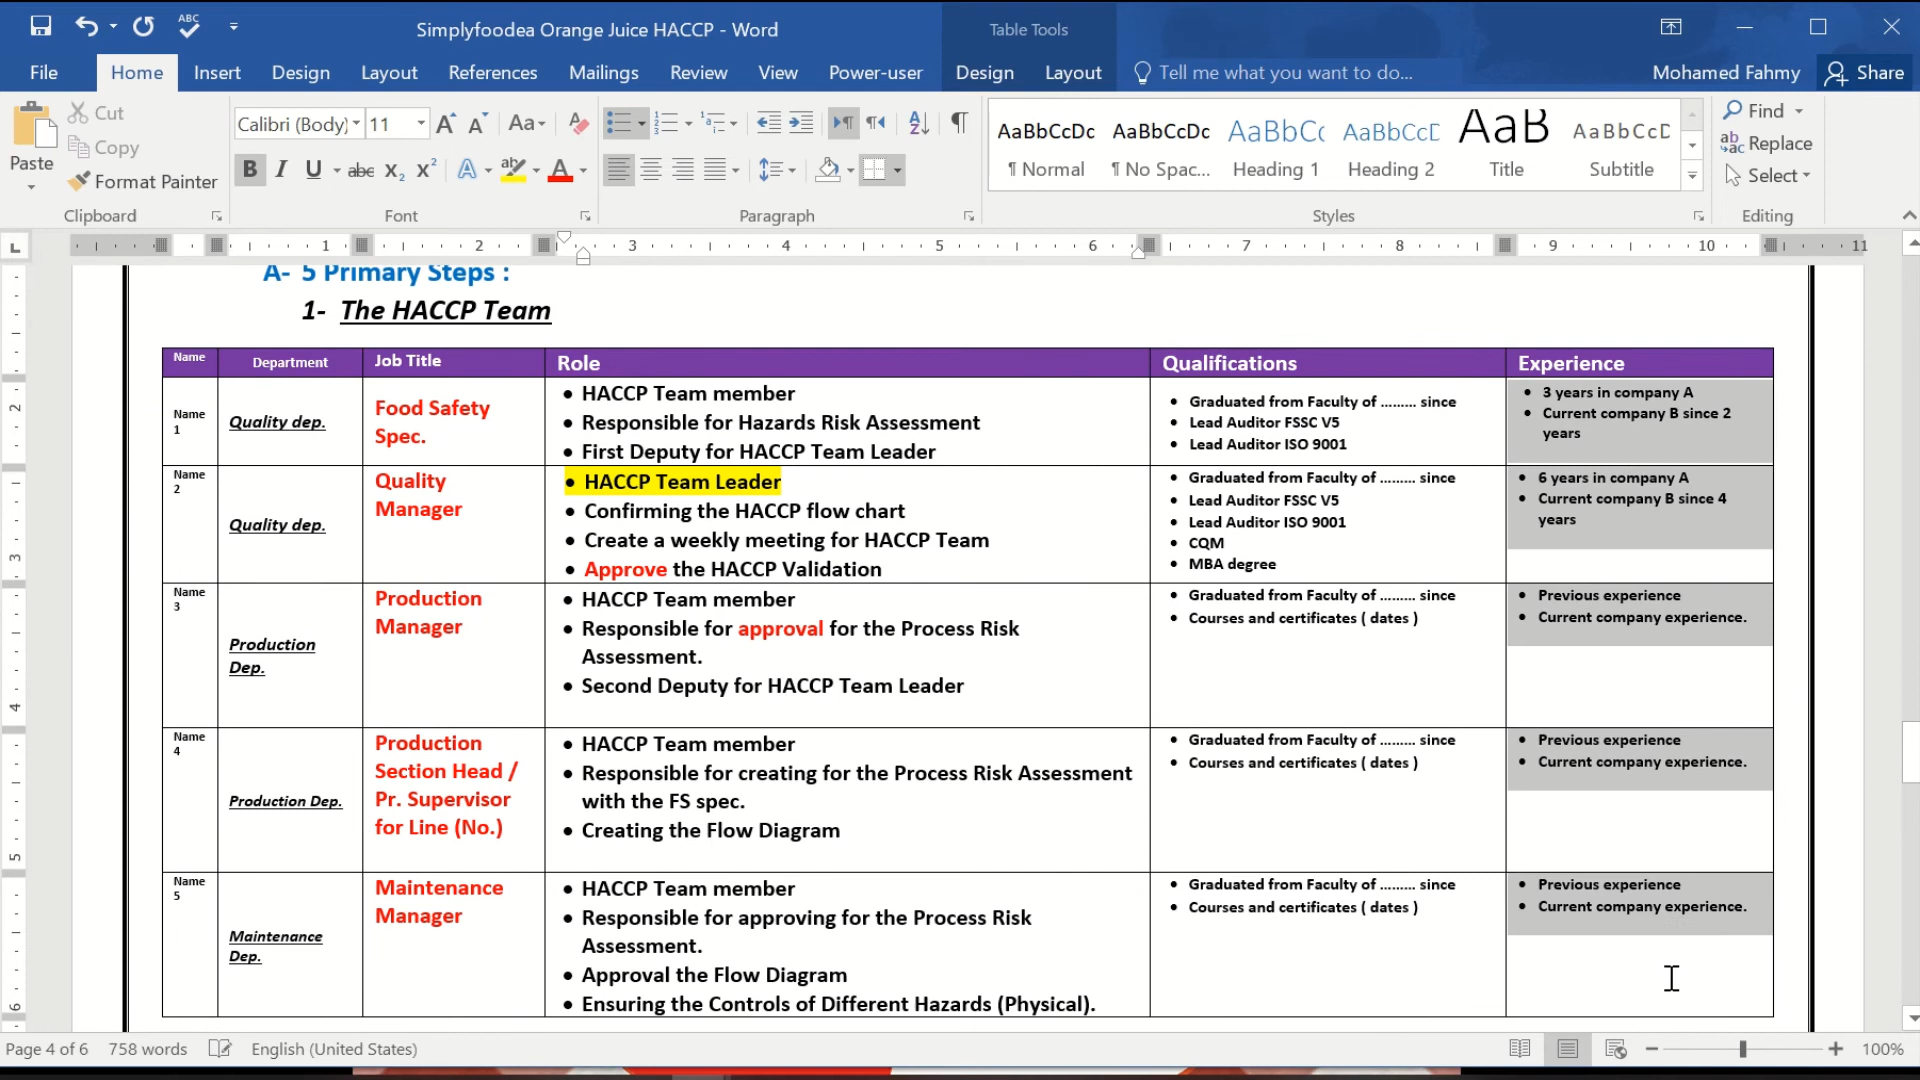 ABC
Simplyfoodea Orange Juice HACCP - Word
Table Tools
File
Home
Insert
Design
Layout
References
Mailings
Review
View
Power-user
Design
Layout
Tell me what you want to do...
Mohamed Fahmy
Share
Paste
Cut
Copy
Format Painter
Clipboard
Calibri (Body)
11
Font
Paragraph
AaBbCcDc
¶ Normal
AaBbCcDc
¶ No Spac...
AaBbCc
Heading 1
AaBbCcD
Heading 2
AaB
Title
AaBbCcD
Subtitle
Styles
Find
Replace
Select
Editing
1 2 3 4 5 6 7 8 9 10 11
A- 5 Primary Steps :
1- The HACCP Team
Name
Department
Job Title
Role
Qualifications
Experience
Name
1
Quality dep.
Food Safety
Spec.
• HACCP Team member
• Responsible for Hazards Risk Assessment
• First Deputy for HACCP Team Leader
• Graduated from Faculty of ......... since
• Lead Auditor FSSC V5
• Lead Auditor ISO 9001
• 3 years in company A
• Current company B since 2
years
Name
2
Quality dep.
Quality
Manager
• HACCP Team Leader
• Confirming the HACCP flow chart
• Create a weekly meeting for HACCP Team
• Approve the HACCP Validation
• Graduated from Faculty of ......... since
• Lead Auditor FSSC V5
• Lead Auditor ISO 9001
• CQM
• MBA degree
• 6 years in company A
• Current company B since 4
years
Name
3
Production
Dep.
Production
Manager
• HACCP Team member
• Responsible for approval for the Process Risk
Assessment.
• Second Deputy for HACCP Team Leader
• Graduated from Faculty of ......... since
• Courses and certificates ( dates )
• Previous experience
• Current company experience.
Name
4
Production Dep.
Production
Section Head /
Pr. Supervisor
for Line (No.)
• HACCP Team member
• Responsible for creating for the Process Risk Assessment
with the FS spec.
• Creating the Flow Diagram
• Graduated from Faculty of ......... since
• Courses and certificates ( dates )
• Previous experience
• Current company experience.
Name
5
Maintenance
Dep.
Maintenance
Manager
• HACCP Team member
• Responsible for approving for the Process Risk
Assessment.
• Approval the Flow Diagram
• Ensuring the Controls of Different Hazards (Physical).
• Graduated from Faculty of ......... since
• Courses and certificates ( dates )
• Previous experience
• Current company experience.
Page 4 of 6
758 words
English (United States)
100%